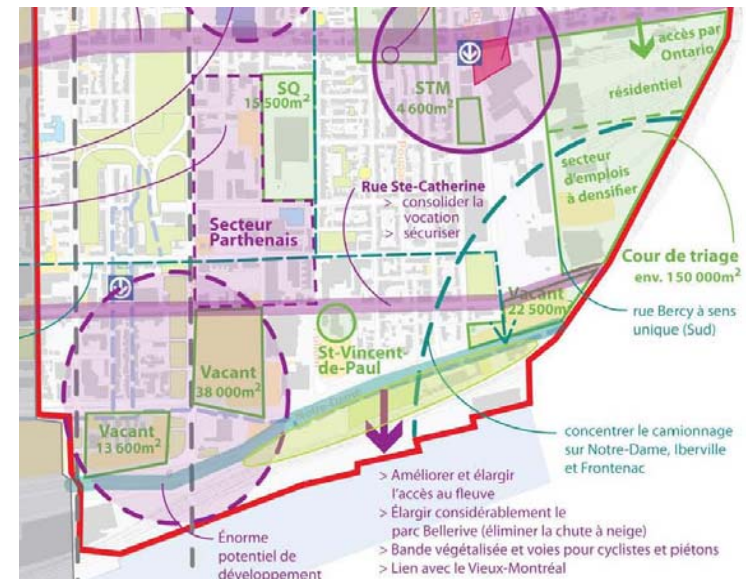 accès par
Ontario
résidentiel
SQ
15 500m²
STM
4 600m²
secteur
d'emplois
à densifier
Rue Ste-Catherine
> consolider la
vocation
> sécuriser
Secteur
Parthenais
Cour de triage
env. 150 000m²
Vacant
22 500m²
rue Bercy à sens
unique (Sud)
St-Vincent-
de-Paul
Vacant
38 000m²
Vacant
13 600m²
Notre-Dame
concentrer le camionnage
sur Notre-Dame, Iberville
et Frontenac
> Améliorer et élargir
l'accès au fleuve
> Élargir considérablement le
parc Bellerive (éliminer la chute à neige)
> Bande végétalisée et voies pour cyclistes et piétons
> Lien avec le Vieux-Montréal
Énorme
potentiel de
développement